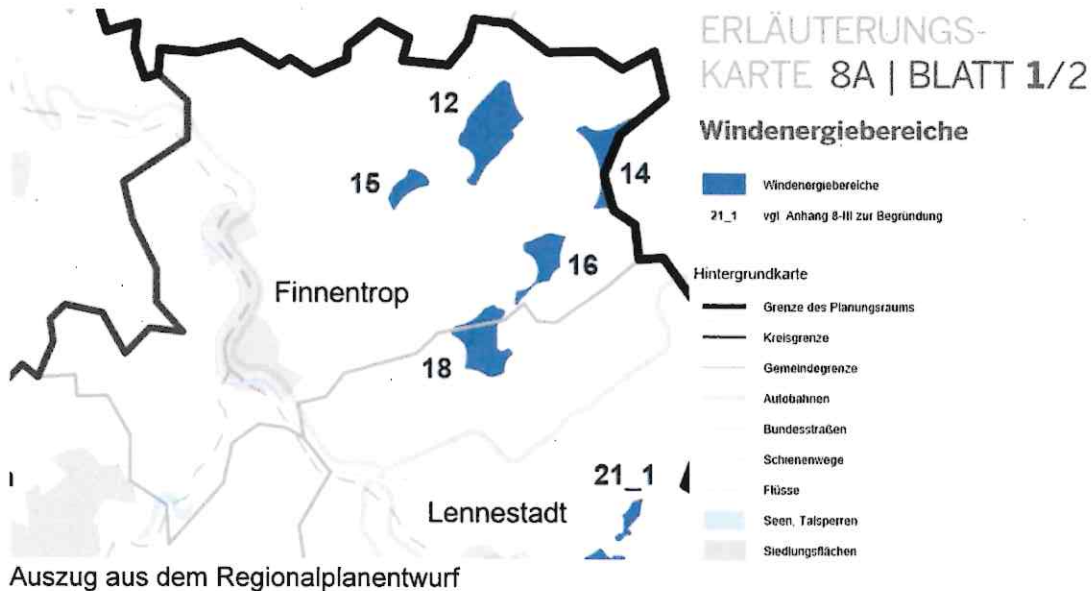 ERLÄUTERUNGS-
KARTE 8A | BLATT 1/2
Windenergiebereiche
Windenergiebereiche
21_1 vgl. Anhang 8-III zur Begründung
Hintergrundkarte
Grenze des Planungsraums
Kreisgrenze
Gemeindegrenze
Autobahnen
Bundesstraßen
Schienenwege
Flüsse
Seen, Talsperren
Siedlungsflächen
12
15
14
16
Finnentrop
18
21_1
Lennestadt
Auszug aus dem Regionalplanentwurf